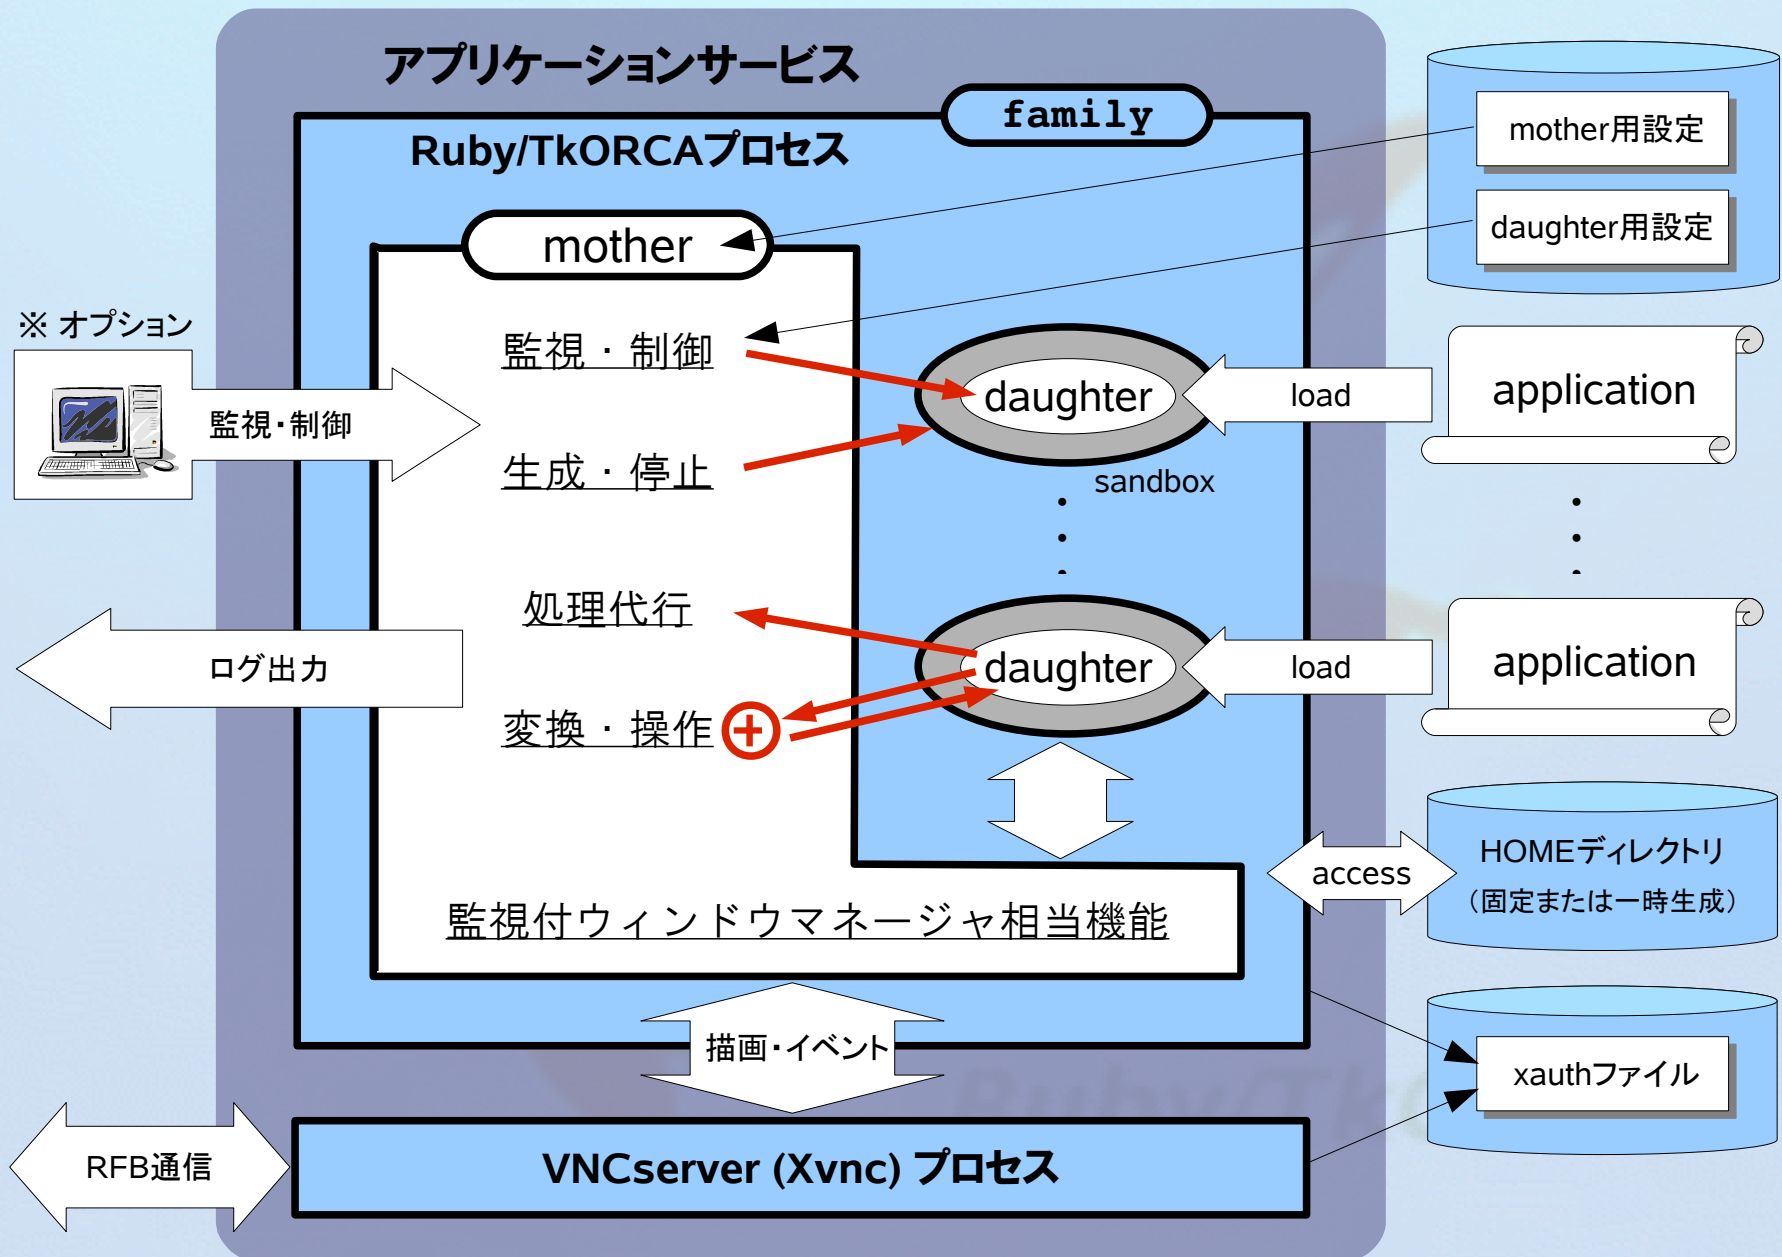 アプリケーションサービス
family
Ruby/TkORCAプロセス
mother用設定
daughter用設定
mother
※ オプション
監視・制御
監視・制御
daughter
load
application
生成・停止
sandbox
処理代行
ログ出力
daughter
load
application
変換・操作
access
HOMEディレクトリ
（固定または一時生成）
監視付ウィンドウマネージャ相当機能
描画・イベント
xauthファイル
RFB通信
VNCserver (Xvnc) プロセス